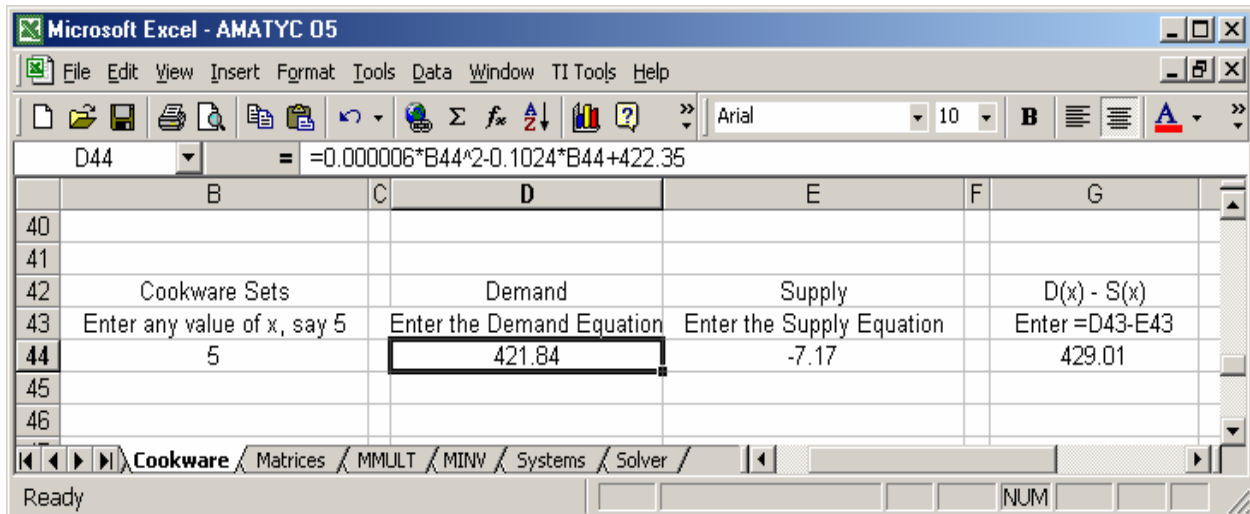 Microsoft Excel - AMATYC 05
File Edit View Insert Format Tools Data Window TI Tools Help
Arial 10 B A
D44 = =0.000006*B44^2-0.1024*B44+422.35
B C D E F G
40
41
42 Cookware Sets Demand Supply D(x) - S(x)
43 Enter any value of x, say 5 Enter the Demand Equation Enter the Supply Equation Enter =D43-E43
44 5 421.84 -7.17 429.01
45
46
Cookware Matrices MMULT MINV Systems Solver
Ready NUM